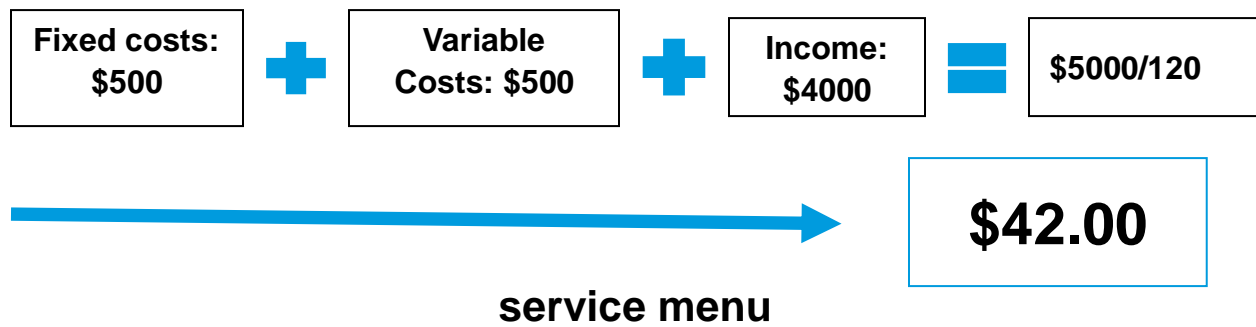 Fixed costs:
$500
Variable
Costs: $500
Income:
$4000
$5000/120
$42.00
service menu